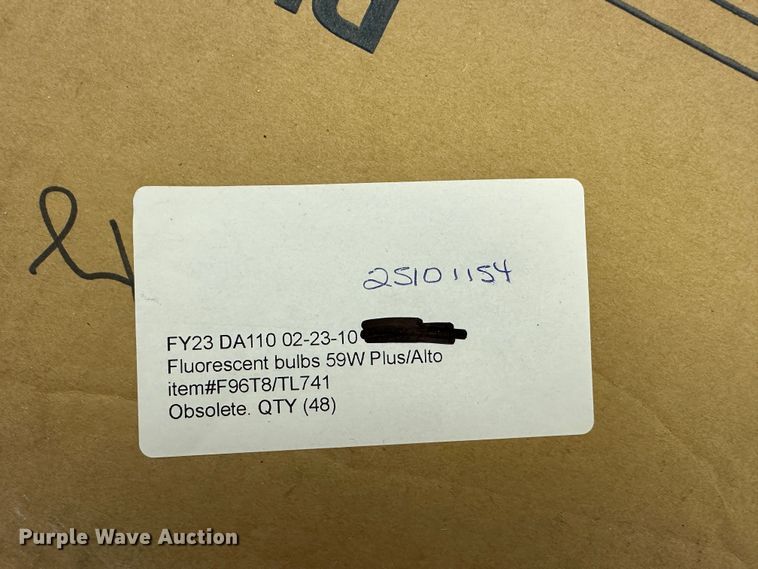 25101154
FY23 DA110 02-23-10
Fluorescent bulbs 59W Plus/Alto
item#F96T8/TL741
Obsolete. QTY (48)
Purple Wave Auction